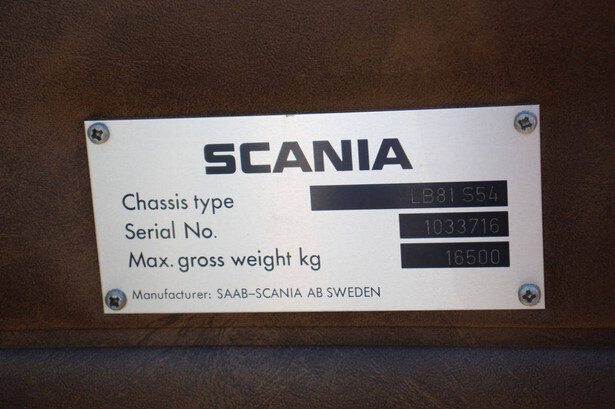 SCANIA
Chassis type LB81 S54
Serial No. 1033716
Max. gross weight kg 16500
Manufacturer: SAAB-SCANIA AB SWEDEN